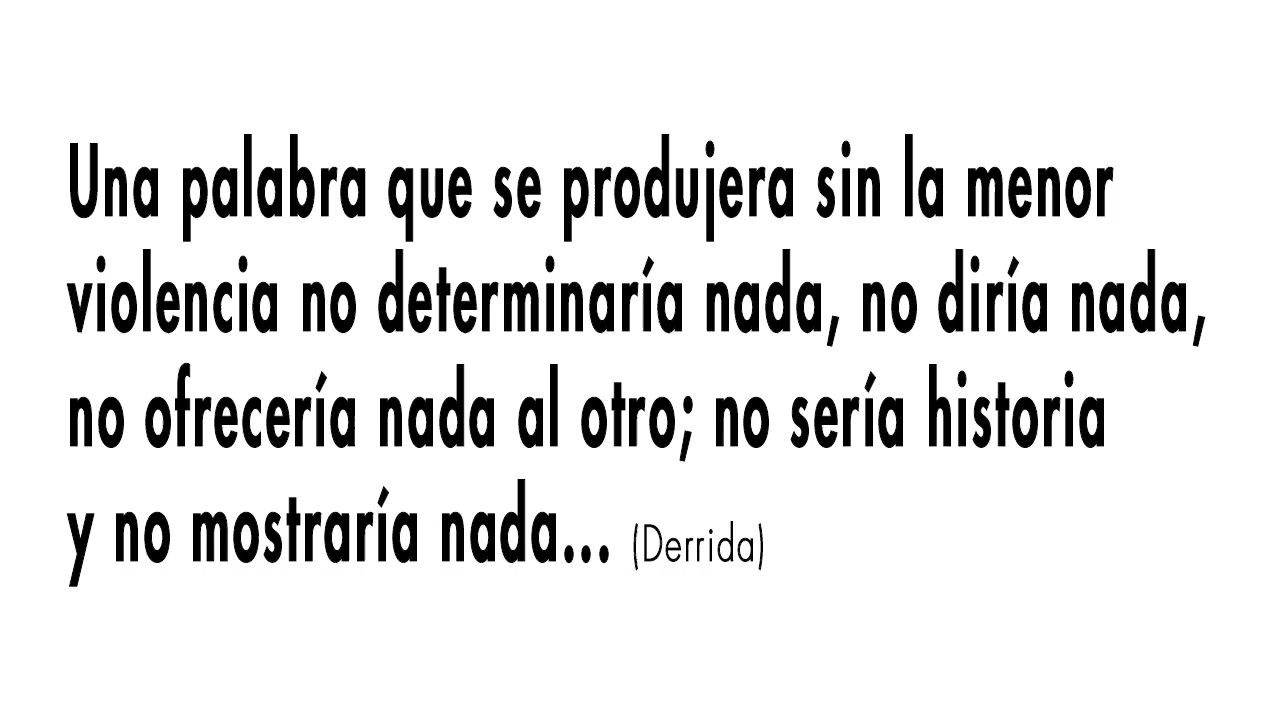 Una palabra que se produjera sin la menor
violencia no determinaría nada, no diría nada,
no ofrecería nada al otro; no sería historia
y no mostraría nada... (Derrida)